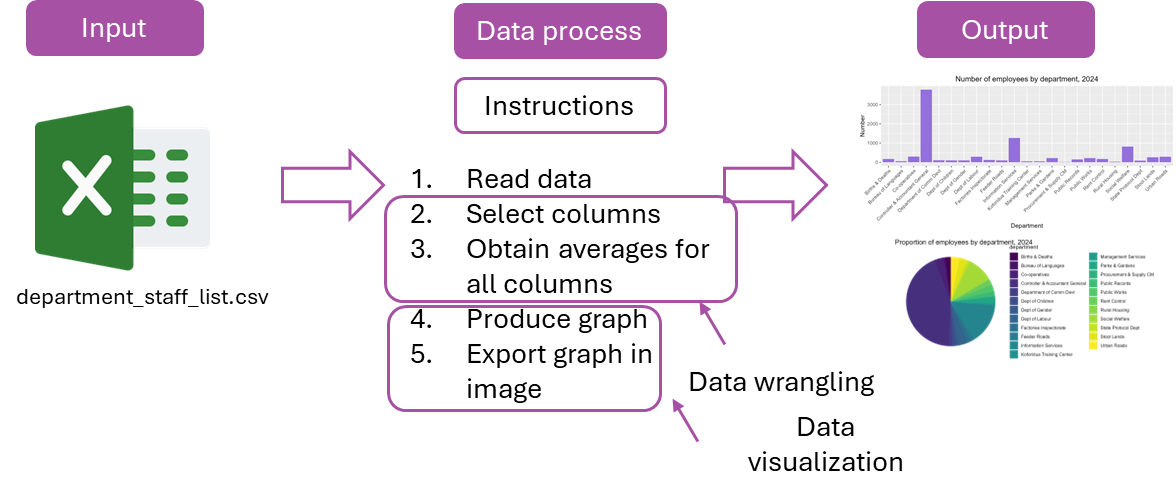 Input
Data process
Output
Instructions
1. Read data
2. Select columns
3. Obtain averages for
all columns
4. Produce graph
5. Export graph in
image
department_staff_list.csv
Data wrangling
Data
visualization
Number of employees by department, 2024
Number
3000
2000
1000
0
Births & Deaths
Bureau of Languages
Co-operatives
Controller & Accountant General
Department of Comm Devt
Dept of Children
Dept of Gender
Dept of Labour
Factories Inspectorate
Feeder Roads
Information Services
Koforidua Training Center
Management Services
Parks & Gardens
Procurement & Supply CM
Public Records
Public Works
Rent Control
Rural Housing
Social Welfare
State Protocol Dept
Stool Lands
Urban Roads
Department
Proportion of employees by department, 2024
department
Births & Deaths
Bureau of Languages
Co-operatives
Controller & Accountant General
Department of Comm Devt
Dept of Children
Dept of Gender
Dept of Labour
Factories Inspectorate
Feeder Roads
Information Services
Koforidua Training Center
Management Services
Parks & Gardens
Procurement & Supply CM
Public Records
Public Works
Rent Control
Rural Housing
Social Welfare
State Protocol Dept
Stool Lands
Urban Roads